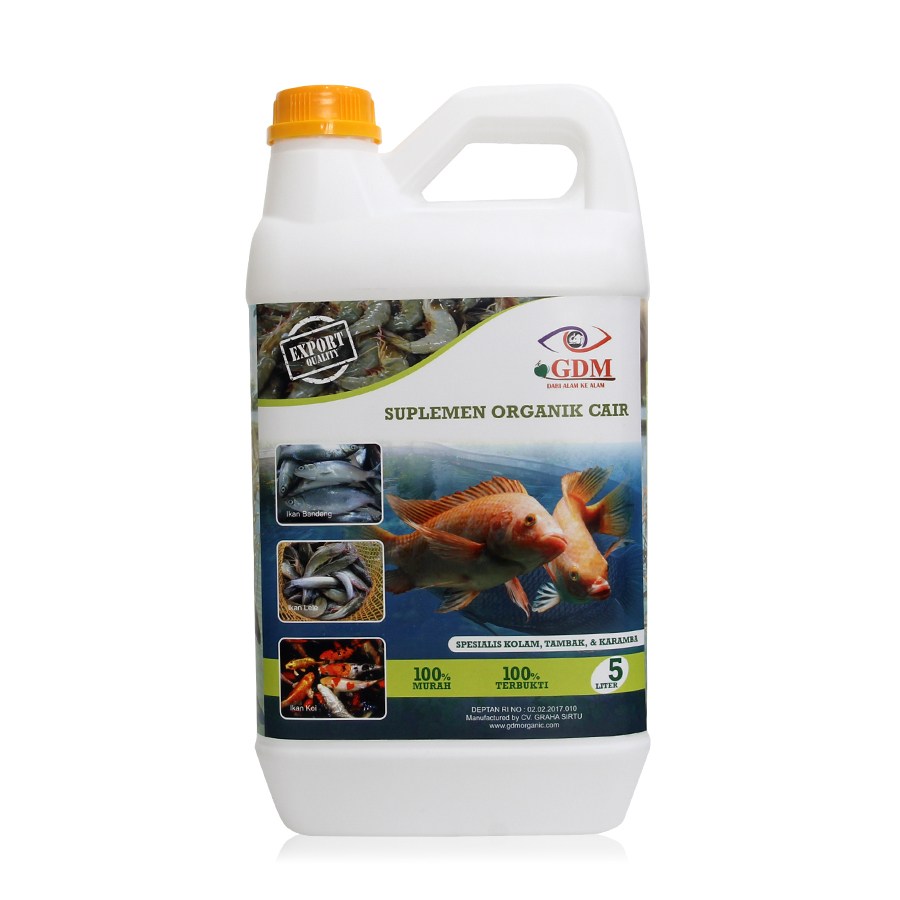 EXPORT
QUALITY
GDM
DARI ALAM KE ALAM
SUPLEMEN ORGANIK CAIR
Ikan Bandeng
Ikan Lele
Ikan Koi
SPESIALIS KOLAM, TAMBAK, & KARAMBA
100%
MURAH
100%
TERBUKTI
5
LITER
DEPTAN RI NO : 02.02.2017.010
Manufactured by CV. GRAHA SIRTU
www.gdmorganic.com